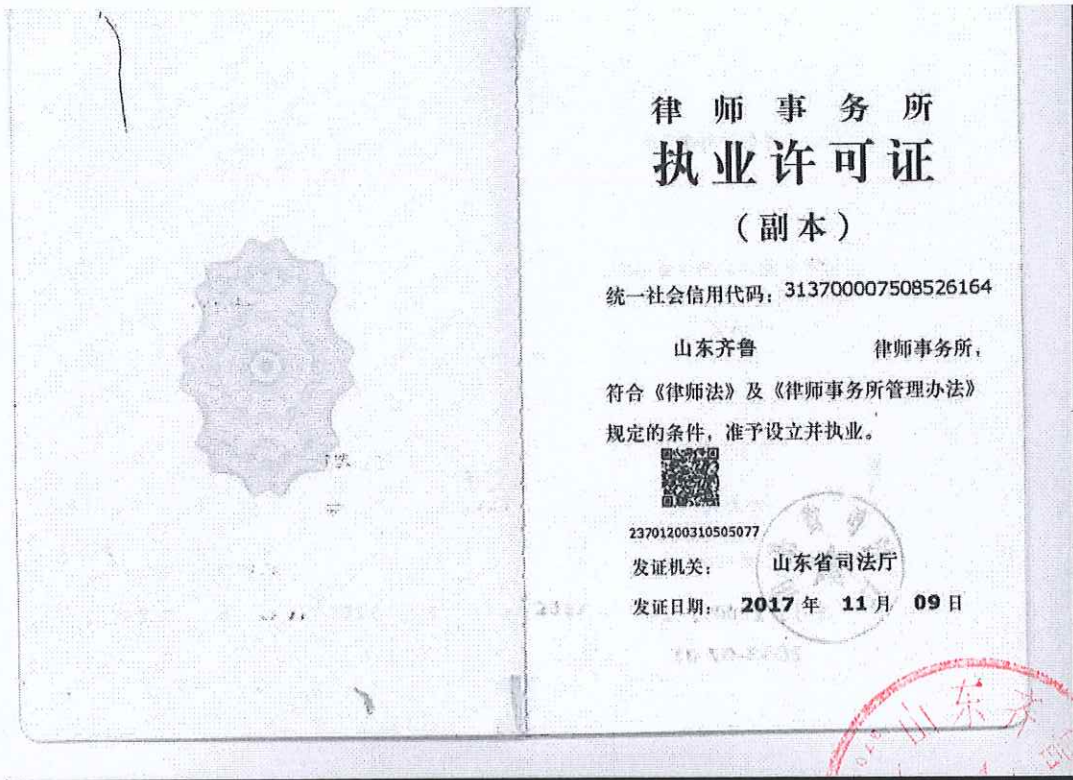 律师事务所
执业许可证
（副本）
统一社会信用代码：313700007508526164
山东齐鲁 律师事务所，
符合《律师法》及《律师事务所管理办法》
规定的条件，准予设立并执业。
23701200310505077
发证机关： 山东省司法厅
发证日期： 2017 年 11 月 09 日
山东齐